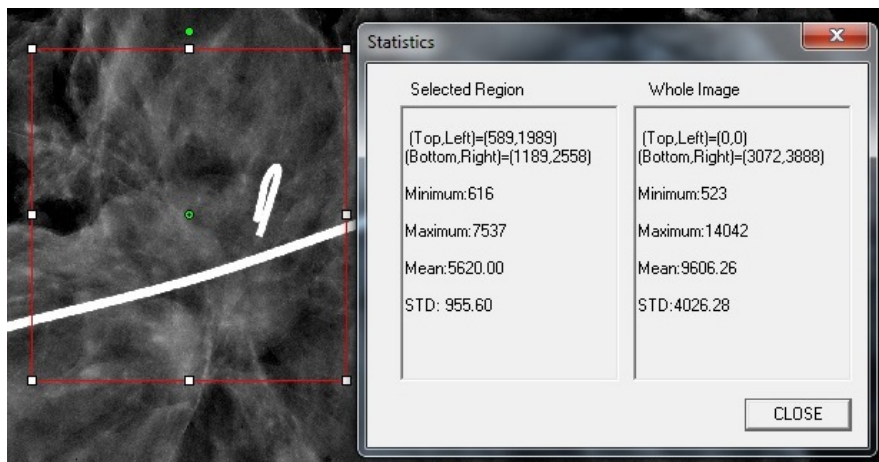 Statistics
Selected Region
(Top,Left)=(589,1989)
(Bottom,Right)=(1189,2558)
Minimum:616
Maximum:7537
Mean:5620.00
STD: 955.60
Whole Image
(Top,Left)=(0,0)
(Bottom,Right)=(3072,3888)
Minimum:523
Maximum:14042
Mean:9606.26
STD:4026.28
CLOSE